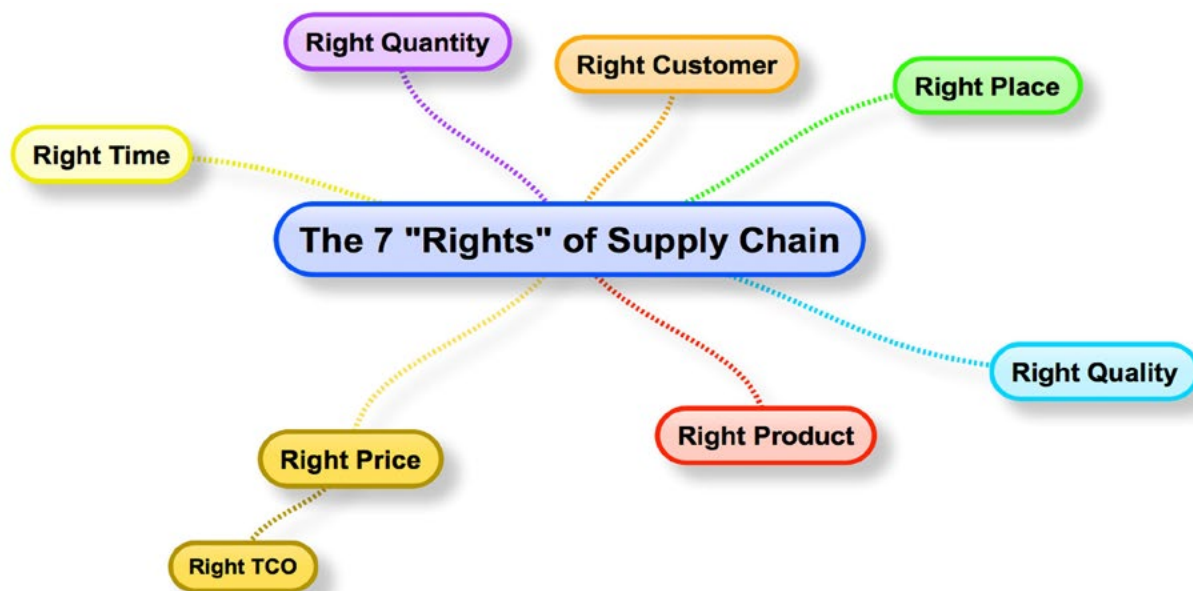 Right Quantity
Right Customer
Right Place
Right Time
The 7 "Rights" of Supply Chain
Right Quality
Right Product
Right Price
Right TCO